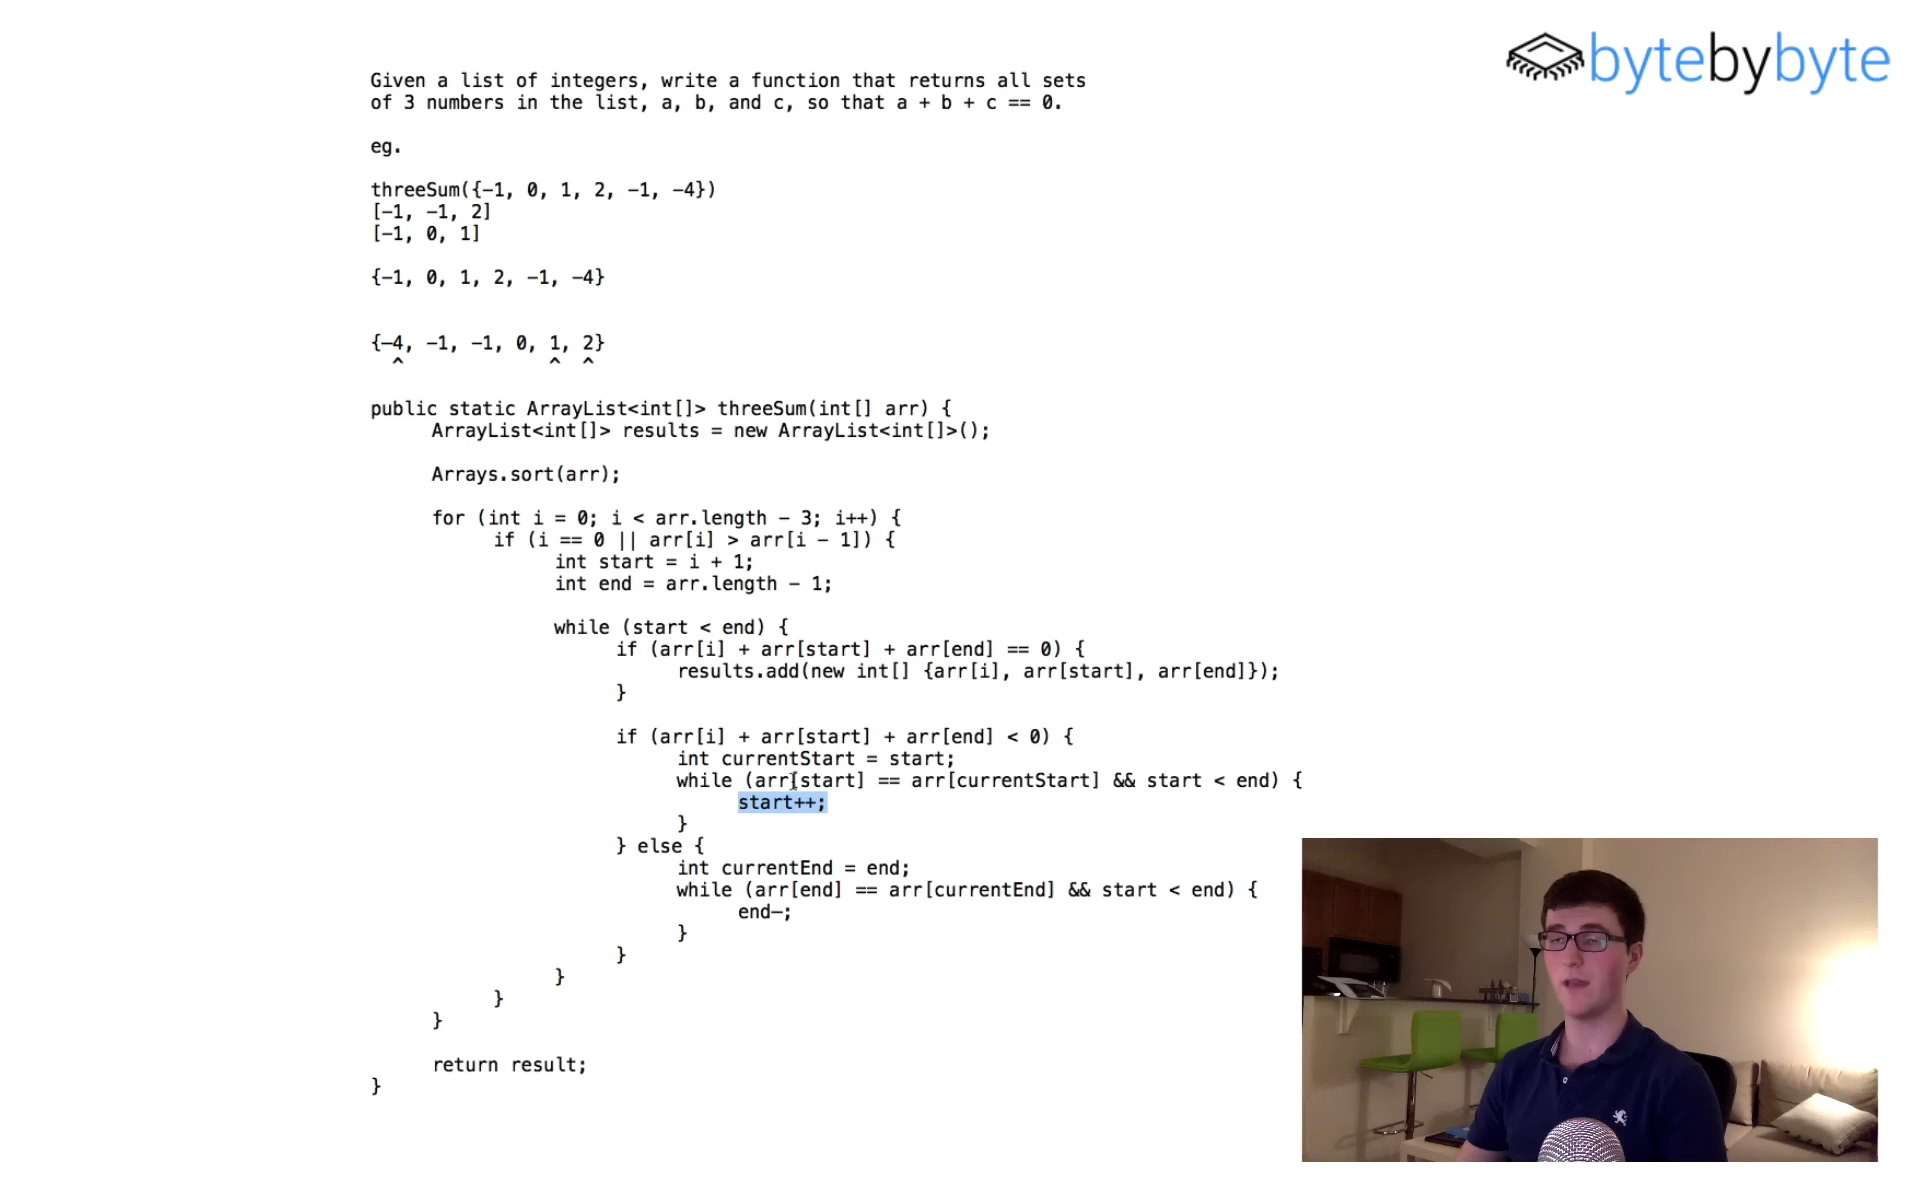 bytebybyte
Given a list of integers, write a function that returns all sets
of 3 numbers in the list, a, b, and c, so that a + b + c == 0.
eg.
threeSum({-1, 0, 1, 2, -1, -4})
[-1, -1, 2]
[-1, 0, 1]
{-1, 0, 1, 2, -1, -4}
{-4, -1, -1, 0, 1, 2}
^ ^ ^
public static ArrayList<int[]> threeSum(int[] arr) {
ArrayList<int[]> results = new ArrayList<int[]>();
Arrays.sort(arr);
for (int i = 0; i < arr.length - 3; i++) {
if (i == 0 || arr[i] > arr[i - 1]) {
int start = i + 1;
int end = arr.length - 1;
while (start < end) {
if (arr[i] + arr[start] + arr[end] == 0) {
results.add(new int[] {arr[i], arr[start], arr[end]});
}
if (arr[i] + arr[start] + arr[end] < 0) {
int currentStart = start;
while (arr[start] == arr[currentStart] && start < end) {
start++;
}
} else {
int currentEnd = end;
while (arr[end] == arr[currentEnd] && start < end) {
end–;
}
}
}
}
}
return result;
}